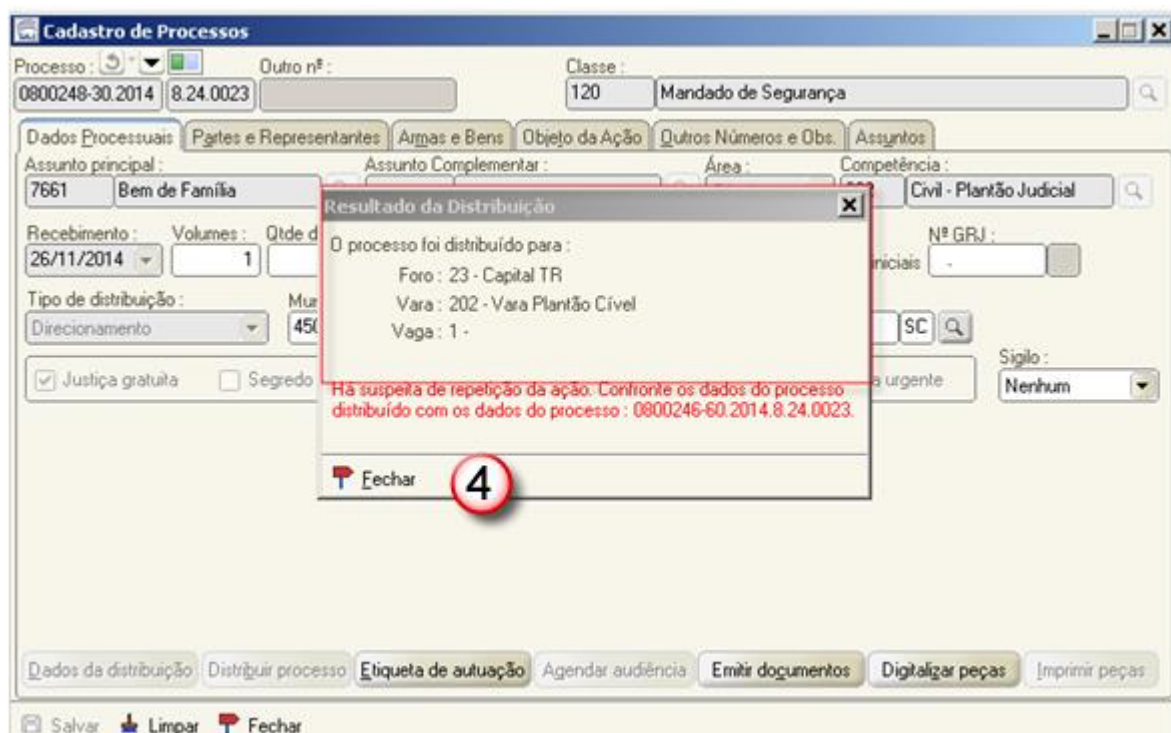 Cadastro de Processos
Processo : Outro nº : Classe :
0800248-30.2014 8.24.0023 120 Mandado de Segurança
Dados Processuais Partes e Representantes Armas e Bens Objeto da Ação Outros Números e Obs. Assuntos
Assunto principal : Assunto Complementar : Área : Competência :
7661 Bem de Família Civil - Plantão Judicial
Resultado da Distribuição
Recebimento : Volumes : Qtde d Nº GRJ :
26/11/2014 1 niciais -
O processo foi distribuído para :
Foro : 23 - Capital TR
Vara : 202 - Vara Plantão Cível
Vaga : 1 -
Tipo de distribuição : Mun
Direcionamento 450 SC
Justiça gratuita Segredo a urgente Sigilo :
Nenhum
Há suspeita de repetição da ação. Confronte os dados do processo
distribuído com os dados do processo : 0800246-60.2014.8.24.0023.
Fechar 4
Dados da distribuição Distribuir processo Etiqueta de autuação Agendar audiência Emitir documentos Digitalizar peças Imprimir peças
Salvar Limpar Fechar